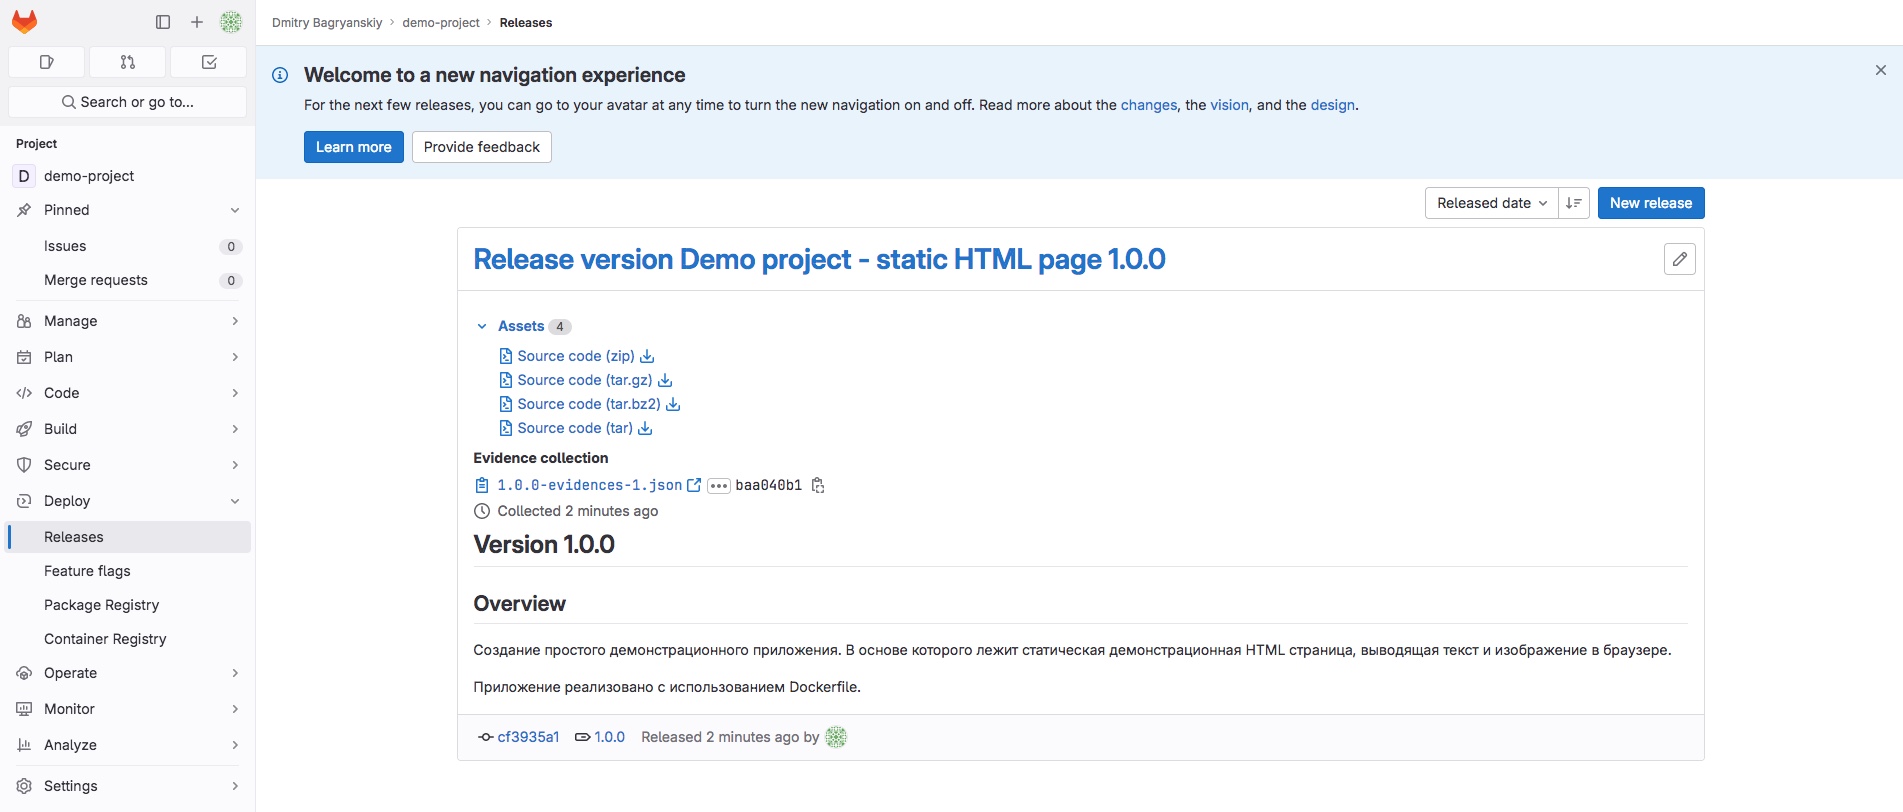 Dmitry Bagryanskiy > demo-project > Releases
Search or go to...
Project
D demo-project
Pinned
Issues 0
Merge requests 0
Manage
Plan
Code
Build
Secure
Deploy
Releases
Feature flags
Package Registry
Container Registry
Operate
Monitor
Analyze
Settings
Welcome to a new navigation experience
For the next few releases, you can go to your avatar at any time to turn the new navigation on and off. Read more about the changes, the vision, and the design.
Learn more Provide feedback
Released date New release
Release version Demo project - static HTML page 1.0.0
Assets 4
Source code (zip)
Source code (tar.gz)
Source code (tar.bz2)
Source code (tar)
Evidence collection
1.0.0-evidences-1.json ... baa040b1
Collected 2 minutes ago
Version 1.0.0
Overview
Создание простого демонстрационного приложения. В основе которого лежит статическая демонстрационная HTML страница, выводящая текст и изображение в браузере.
Приложение реализовано с использованием Dockerfile.
cf3935a1 1.0.0 Released 2 minutes ago by